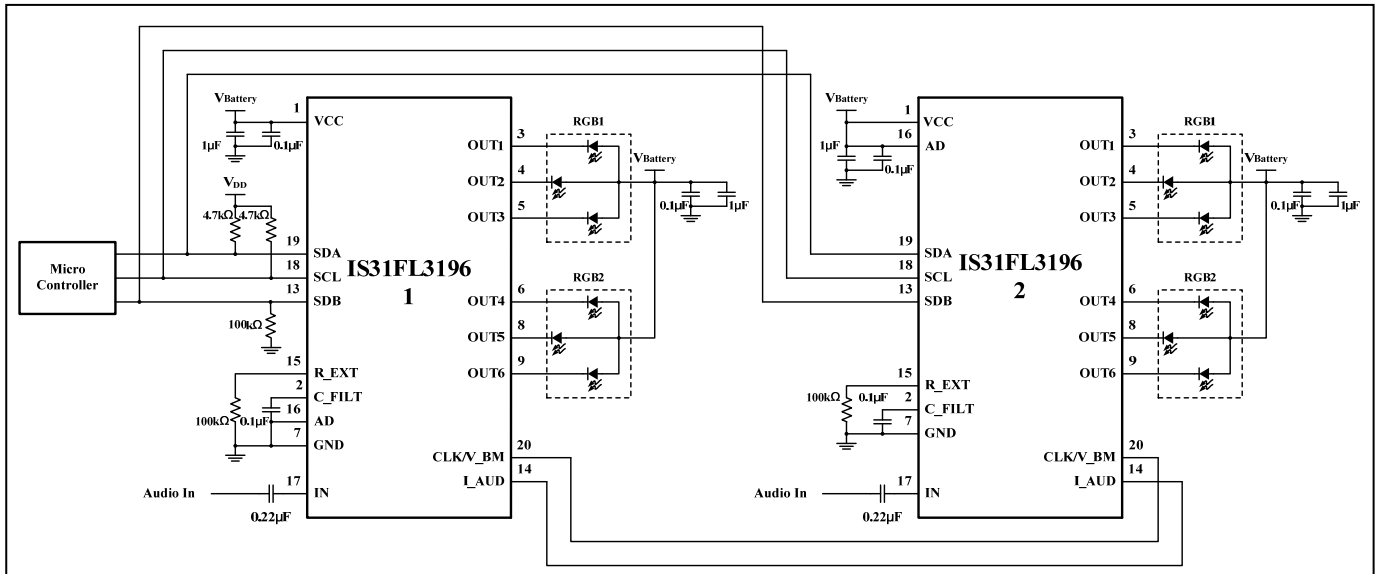 Micro
Controller
VBattery
1
VCC
1μF
0.1μF
VDD
4.7kΩ
4.7kΩ
19
SDA
18
SCL
13
SDB
100kΩ
15
R_EXT
2
C_FILT
100kΩ
0.1μF
16
AD
7
GND
Audio In
0.22μF
17
IN
IS31FL3196
1
OUT1
3
OUT2
4
OUT3
5
OUT4
6
OUT5
8
OUT6
9
CLK/V_BM
20
I_AUD
14
RGB1
RGB2
VBattery
0.1μF
1μF
VBattery
1
VCC
16
AD
1μF
0.1μF
19
SDA
18
SCL
13
SDB
15
R_EXT
100kΩ
0.1μF
2
C_FILT
7
GND
Audio In
0.22μF
17
IN
IS31FL3196
2
OUT1
3
OUT2
4
OUT3
5
OUT4
6
OUT5
8
OUT6
9
CLK/V_BM
20
I_AUD
14
RGB1
RGB2
VBattery
0.1μF
1μF